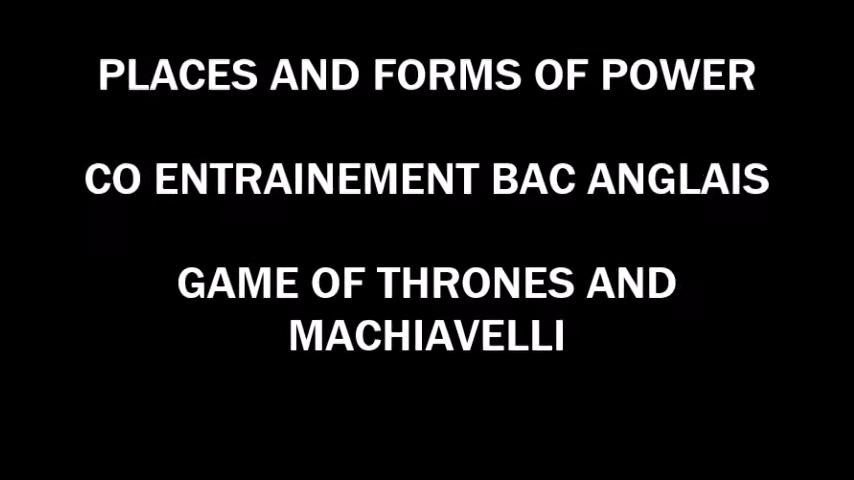 PLACES AND FORMS OF POWER
CO ENTRAINEMENT BAC ANGLAIS
GAME OF THRONES AND
MACHIAVELLI